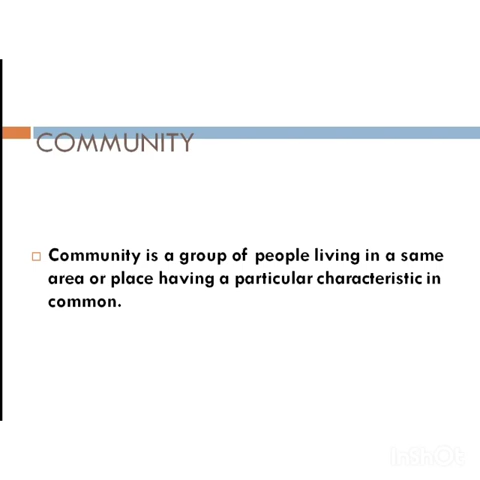 COMMUNITY
Community is a group of people living in a same
area or place having a particular characteristic in
common.
InShOt